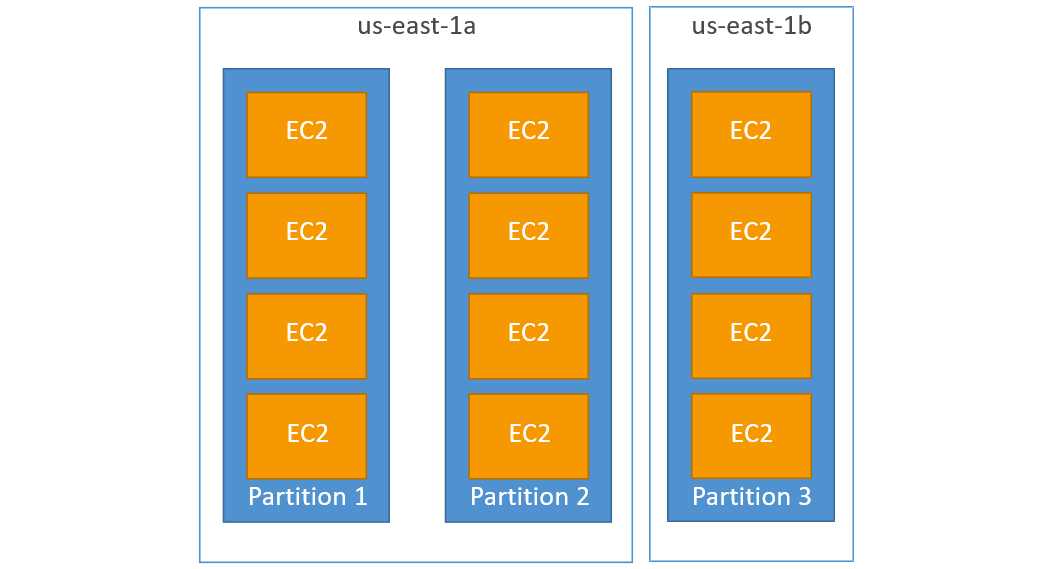 us-east-1a
EC2
EC2
EC2
EC2
Partition 1
EC2
EC2
EC2
EC2
Partition 2
us-east-1b
EC2
EC2
EC2
EC2
Partition 3